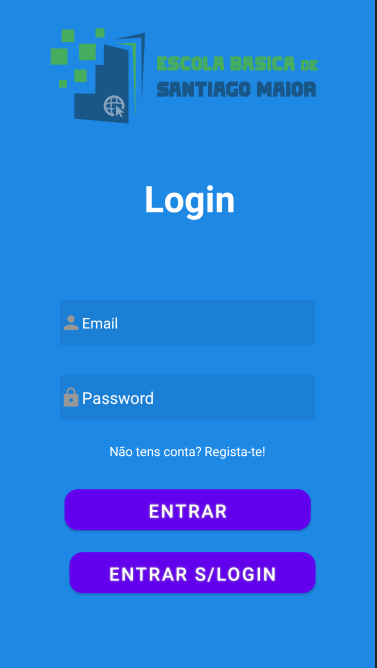 ESCOLA BASICA DE
SANTIAGO MAIOR
Login
Email
Password
Não tens conta? Regista-te!
ENTRAR
ENTRAR S/LOGIN